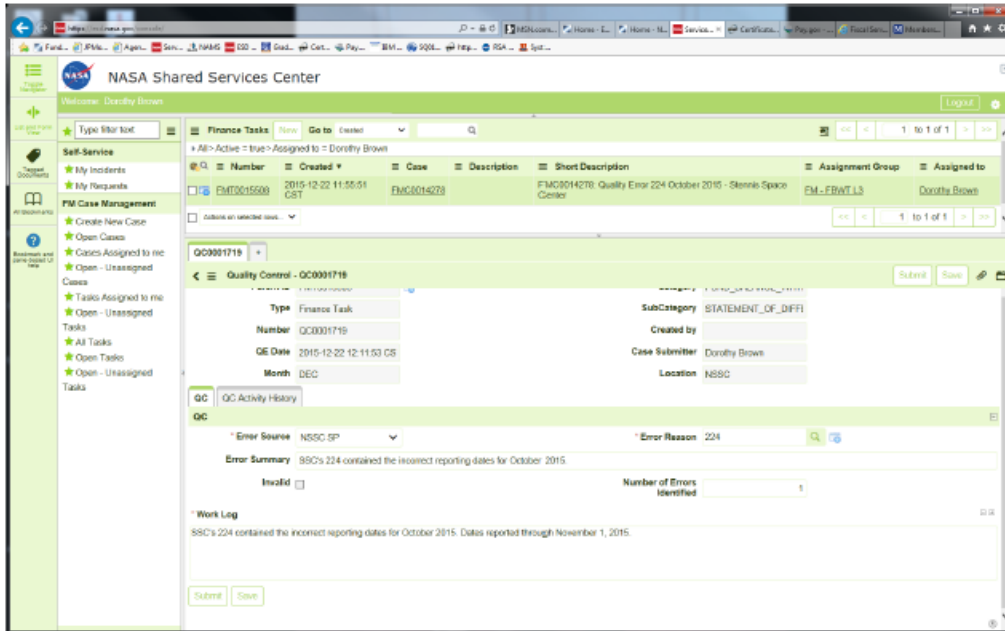 NASA Shared Services Center
Welcome: Dorothy Brown
Logout
Type filter text
Self-Service
My Incidents
My Requests
FM Case Management
Create New Case
Open Cases
Cases Assigned to me
Open - Unassigned
Cases
Tasks Assigned to me
Open - Unassigned
Tasks
All Tasks
Open Tasks
Open - Unassigned
Tasks
Finance Tasks New Go to Created 1 to 1 of 1
All> Active = true> Assigned to = Dorothy Brown
Number Created Case Description Short Description Assignment Group Assigned to
FMT0015508 2015-12-22 11:55:51 CST FMC0014278 FMC0014278: Quality Error 224 October 2015 - Stennis Space Center FM - FBWT L3 Dorothy Brown
Actions on selected rows... 1 to 1 of 1
QC0001719 +
Quality Control - QC0001719 Submit Save
Type Finance Task SubCategory STATEMENT_OF_DIFFI
Number QC0001719 Created by
QE Date 2015-12-22 12:11:53 CS Case Submitter Dorothy Brown
Month DEC Location NSSC
QC QC Activity History
QC
* Error Source NSSC-SP * Error Reason 224
Error Summary SSC's 224 contained the incorrect reporting dates for October 2015.
Invalid Number of Errors Identified 1
* Work Log
SSC's 224 contained the incorrect reporting dates for October 2015. Dates reported through November 1, 2015.
Submit Save